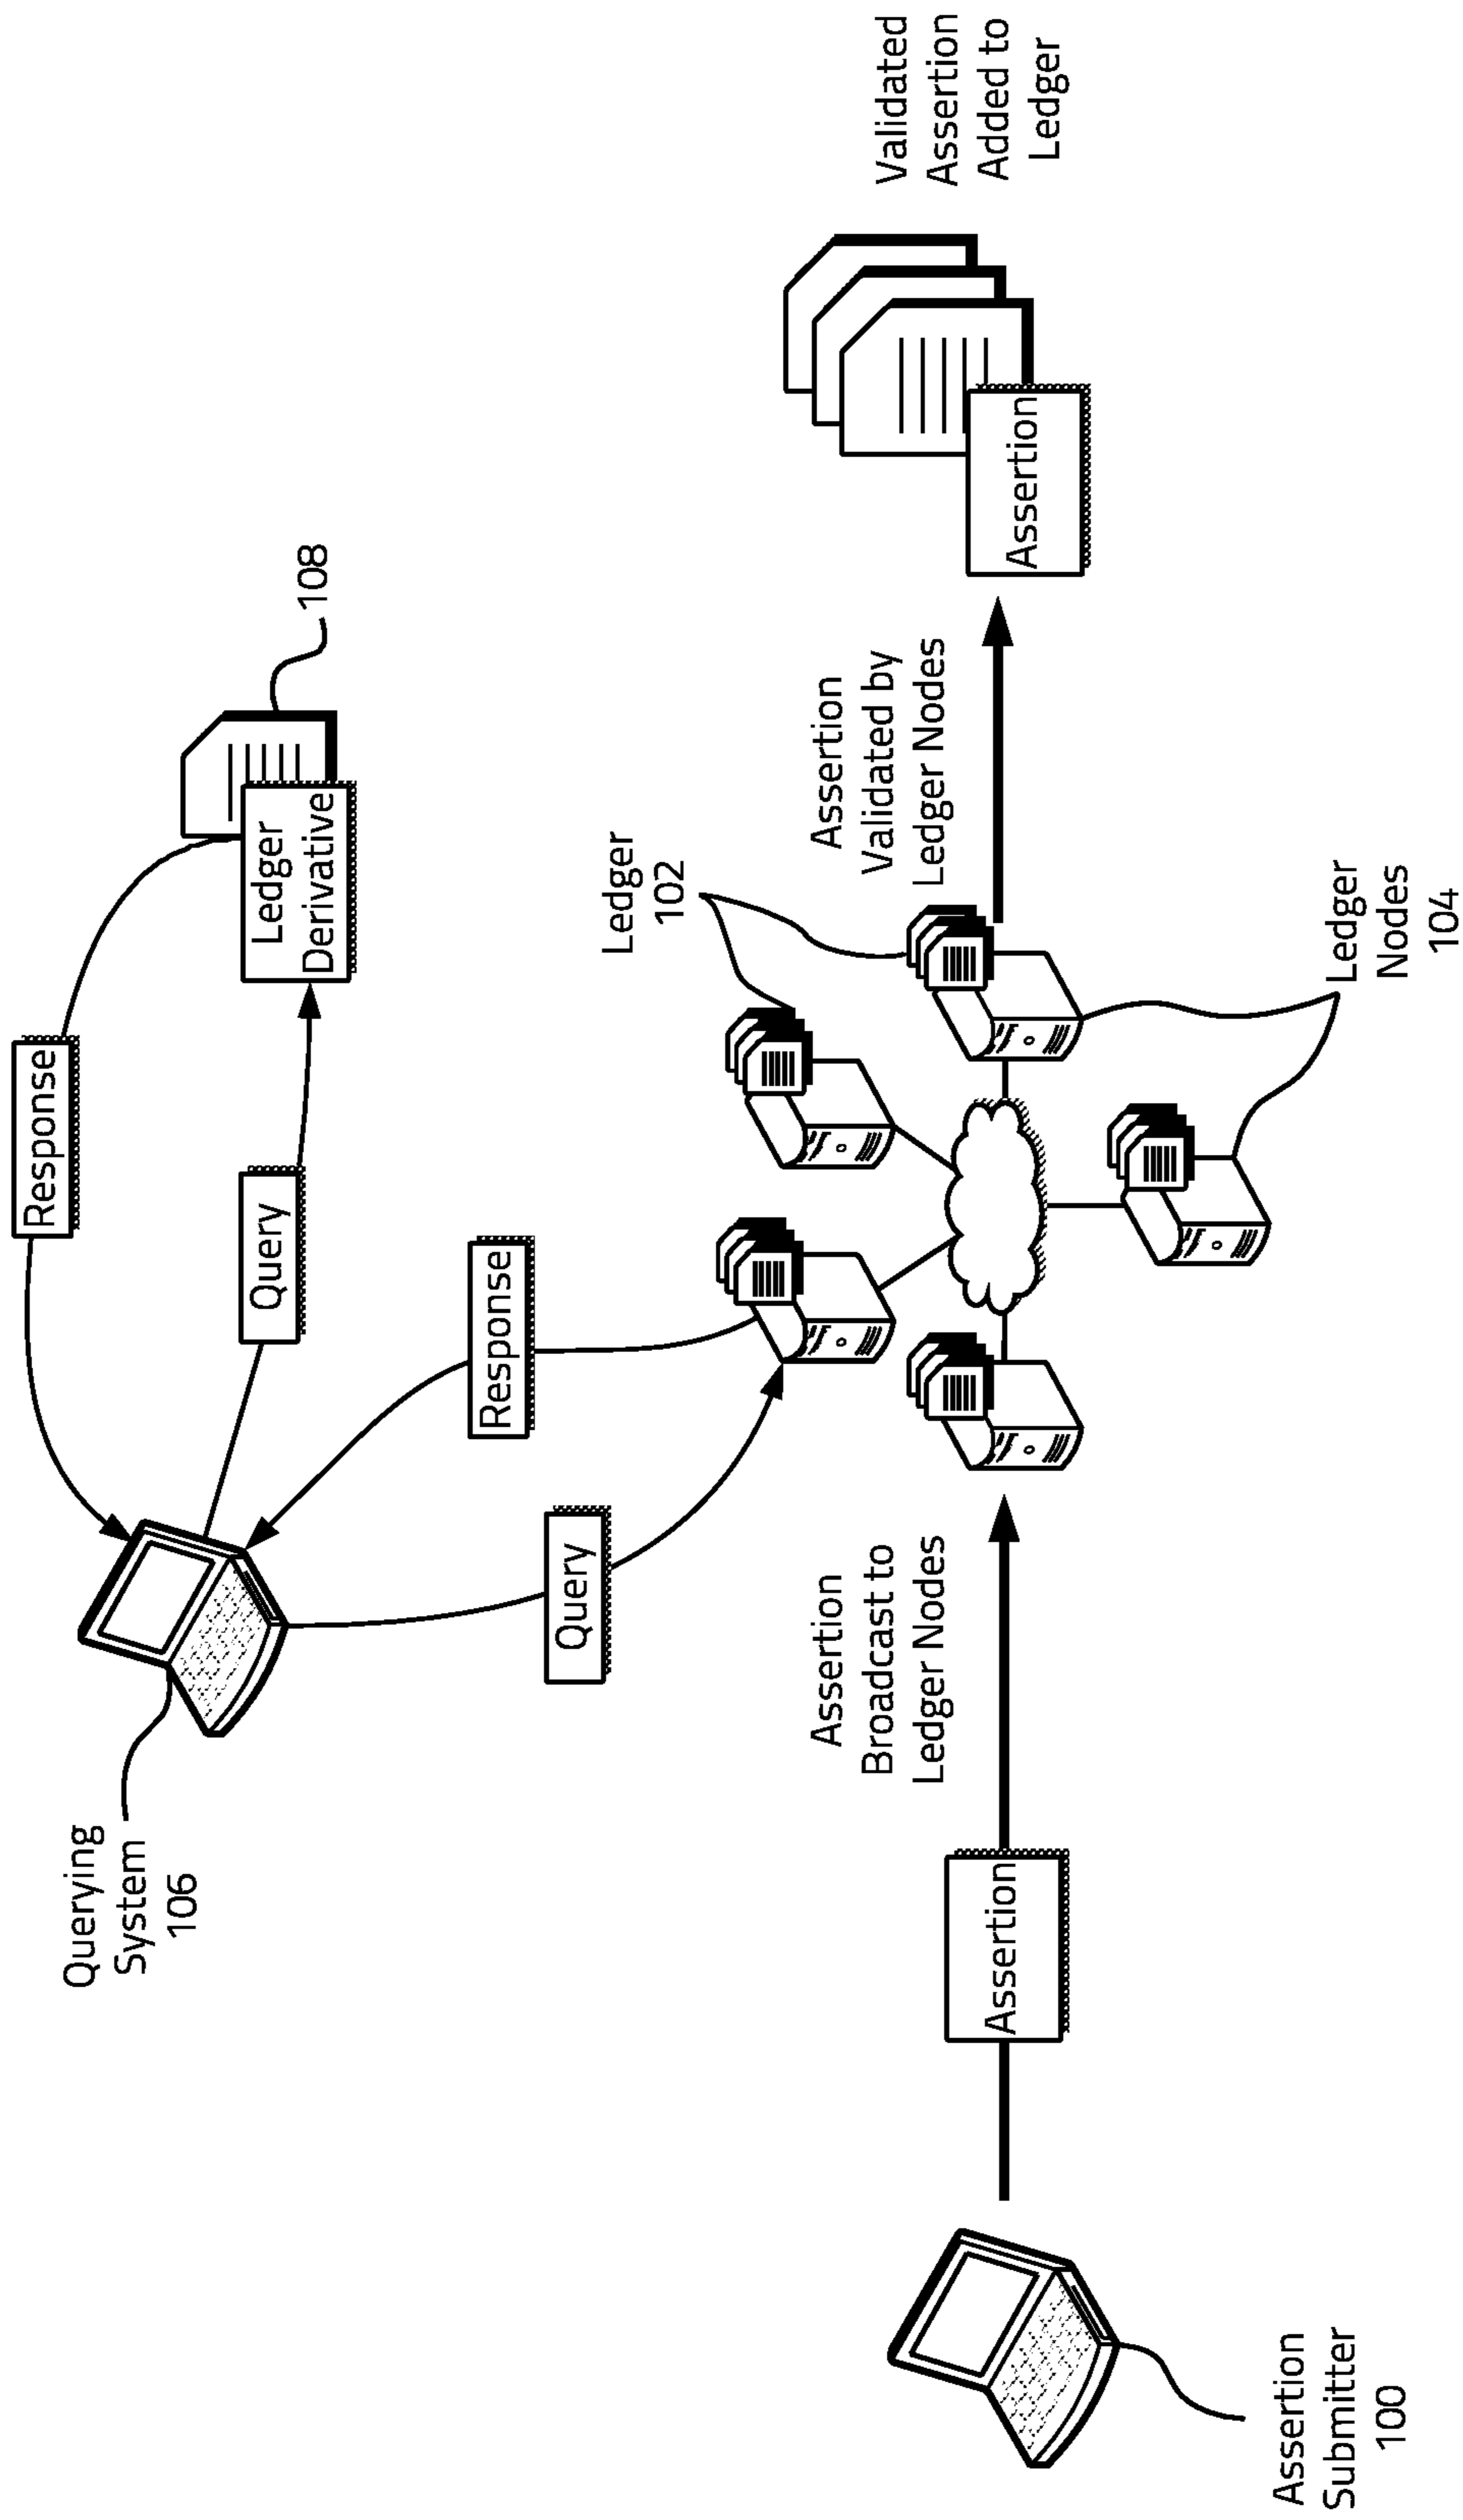 Response
Querying
System
106
Query
Ledger
Derivative
108
Response
Query
Ledger
102
Assertion
Broadcast to
Ledger Nodes
Assertion
Validated by
Ledger Nodes
Validated
Assertion
Added to
Ledger
Assertion
Assertion
Assertion
Submitter
100
Ledger
Nodes
104